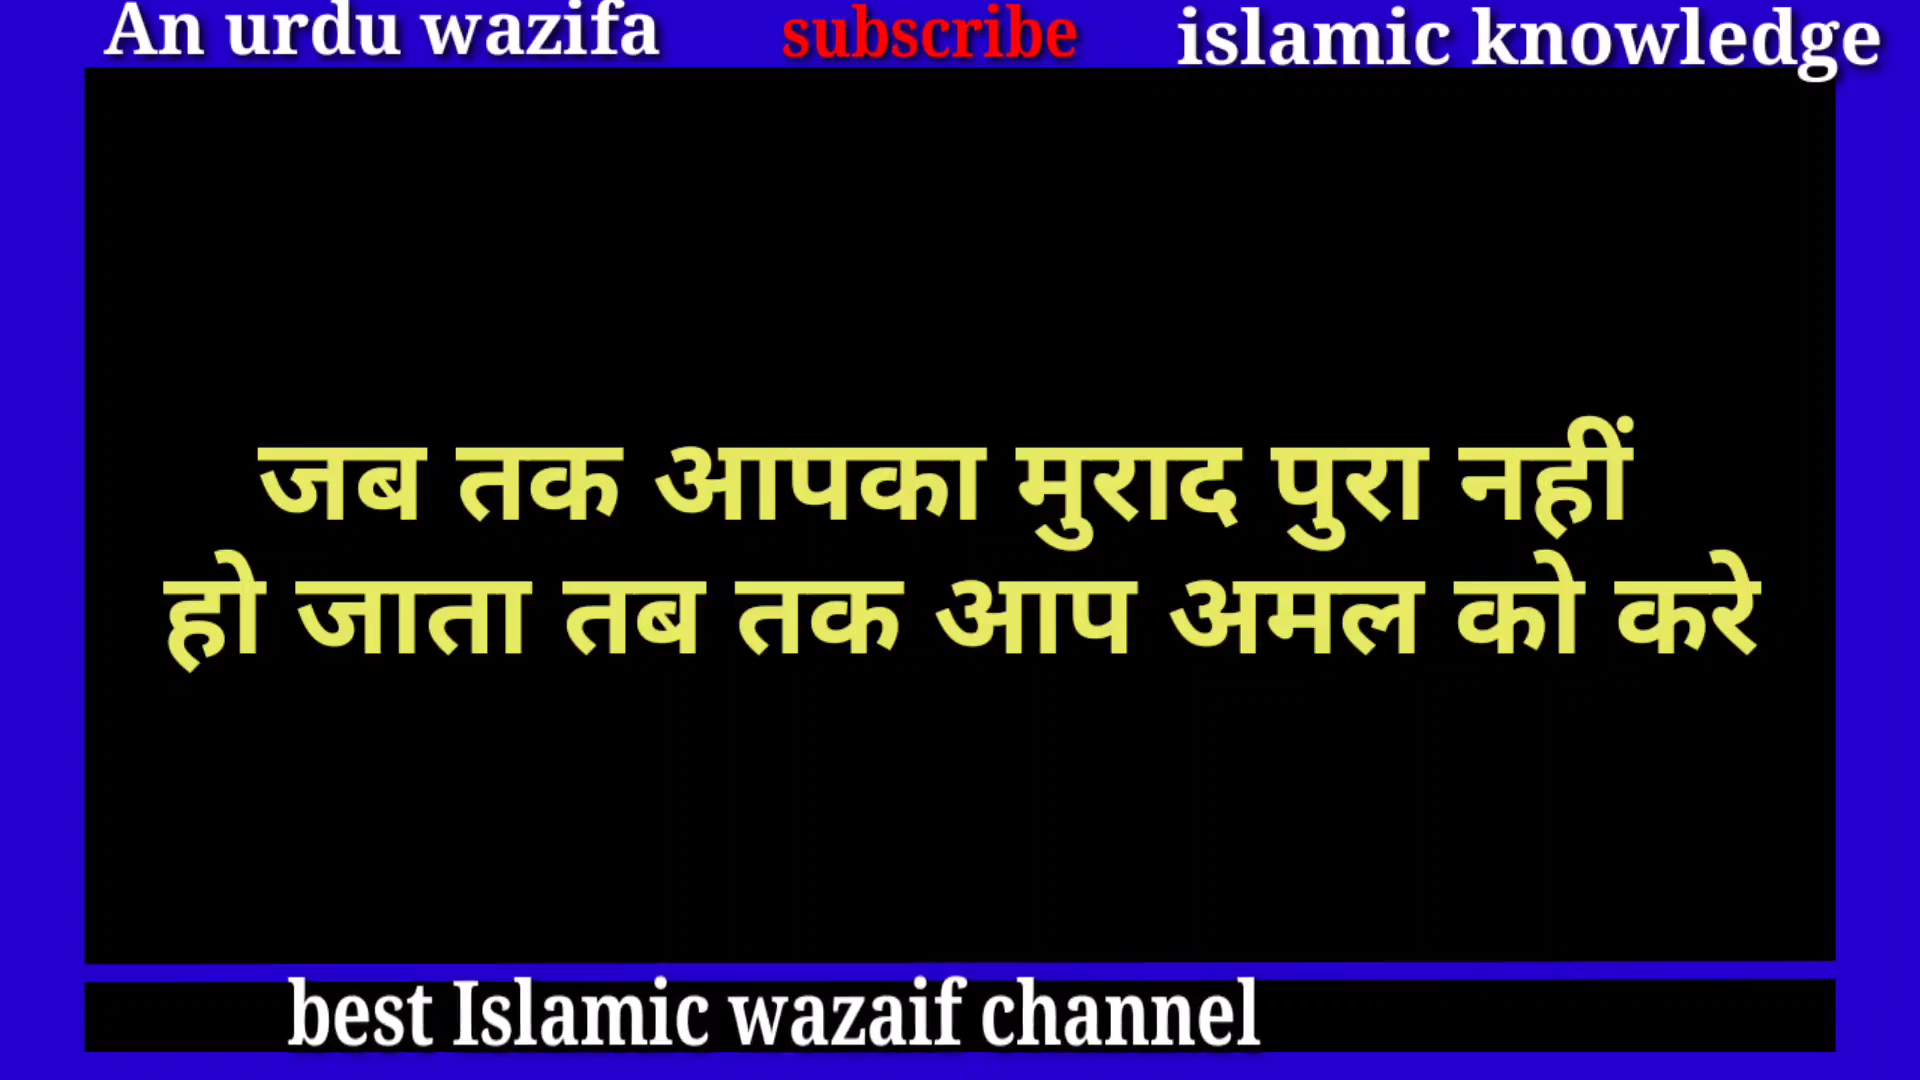 An urdu wazifa subscribe islamic knowledge
जब तक आपका मुराद पुरा नहीं
हो जाता तब तक आप अमल को करे
best Islamic wazaif channel